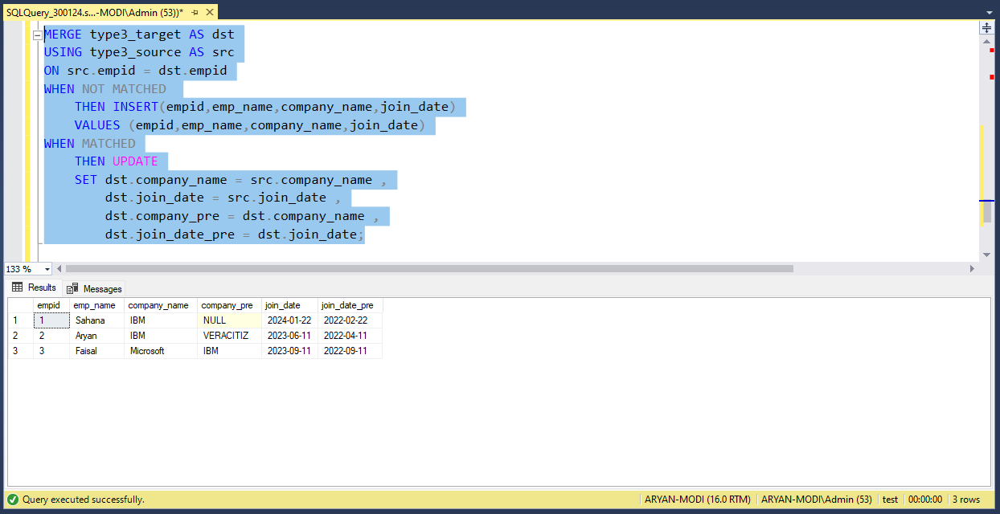 SQLQuery_300124.s...-MODI\Admin (53))*
MERGE type3_target AS dst
USING type3_source AS src
ON src.empid = dst.empid
WHEN NOT MATCHED
THEN INSERT(empid,emp_name,company_name,join_date)
VALUES (empid,emp_name,company_name,join_date)
WHEN MATCHED
THEN UPDATE
SET dst.company_name = src.company_name ,
dst.join_date = src.join_date ,
dst.company_pre = dst.company_name ,
dst.join_date_pre = dst.join_date;
133 %
Results Messages
empid emp_name company_name company_pre join_date join_date_pre
1 1 Sahana IBM NULL 2024-01-22 2022-02-22
2 2 Aryan IBM VERACITIZ 2023-06-11 2022-04-11
3 3 Faisal Microsoft IBM 2023-09-11 2022-09-11
Query executed successfully. ARYAN-MODI (16.0 RTM) ARYAN-MODI\Admin (53) test 00:00:00 3 rows